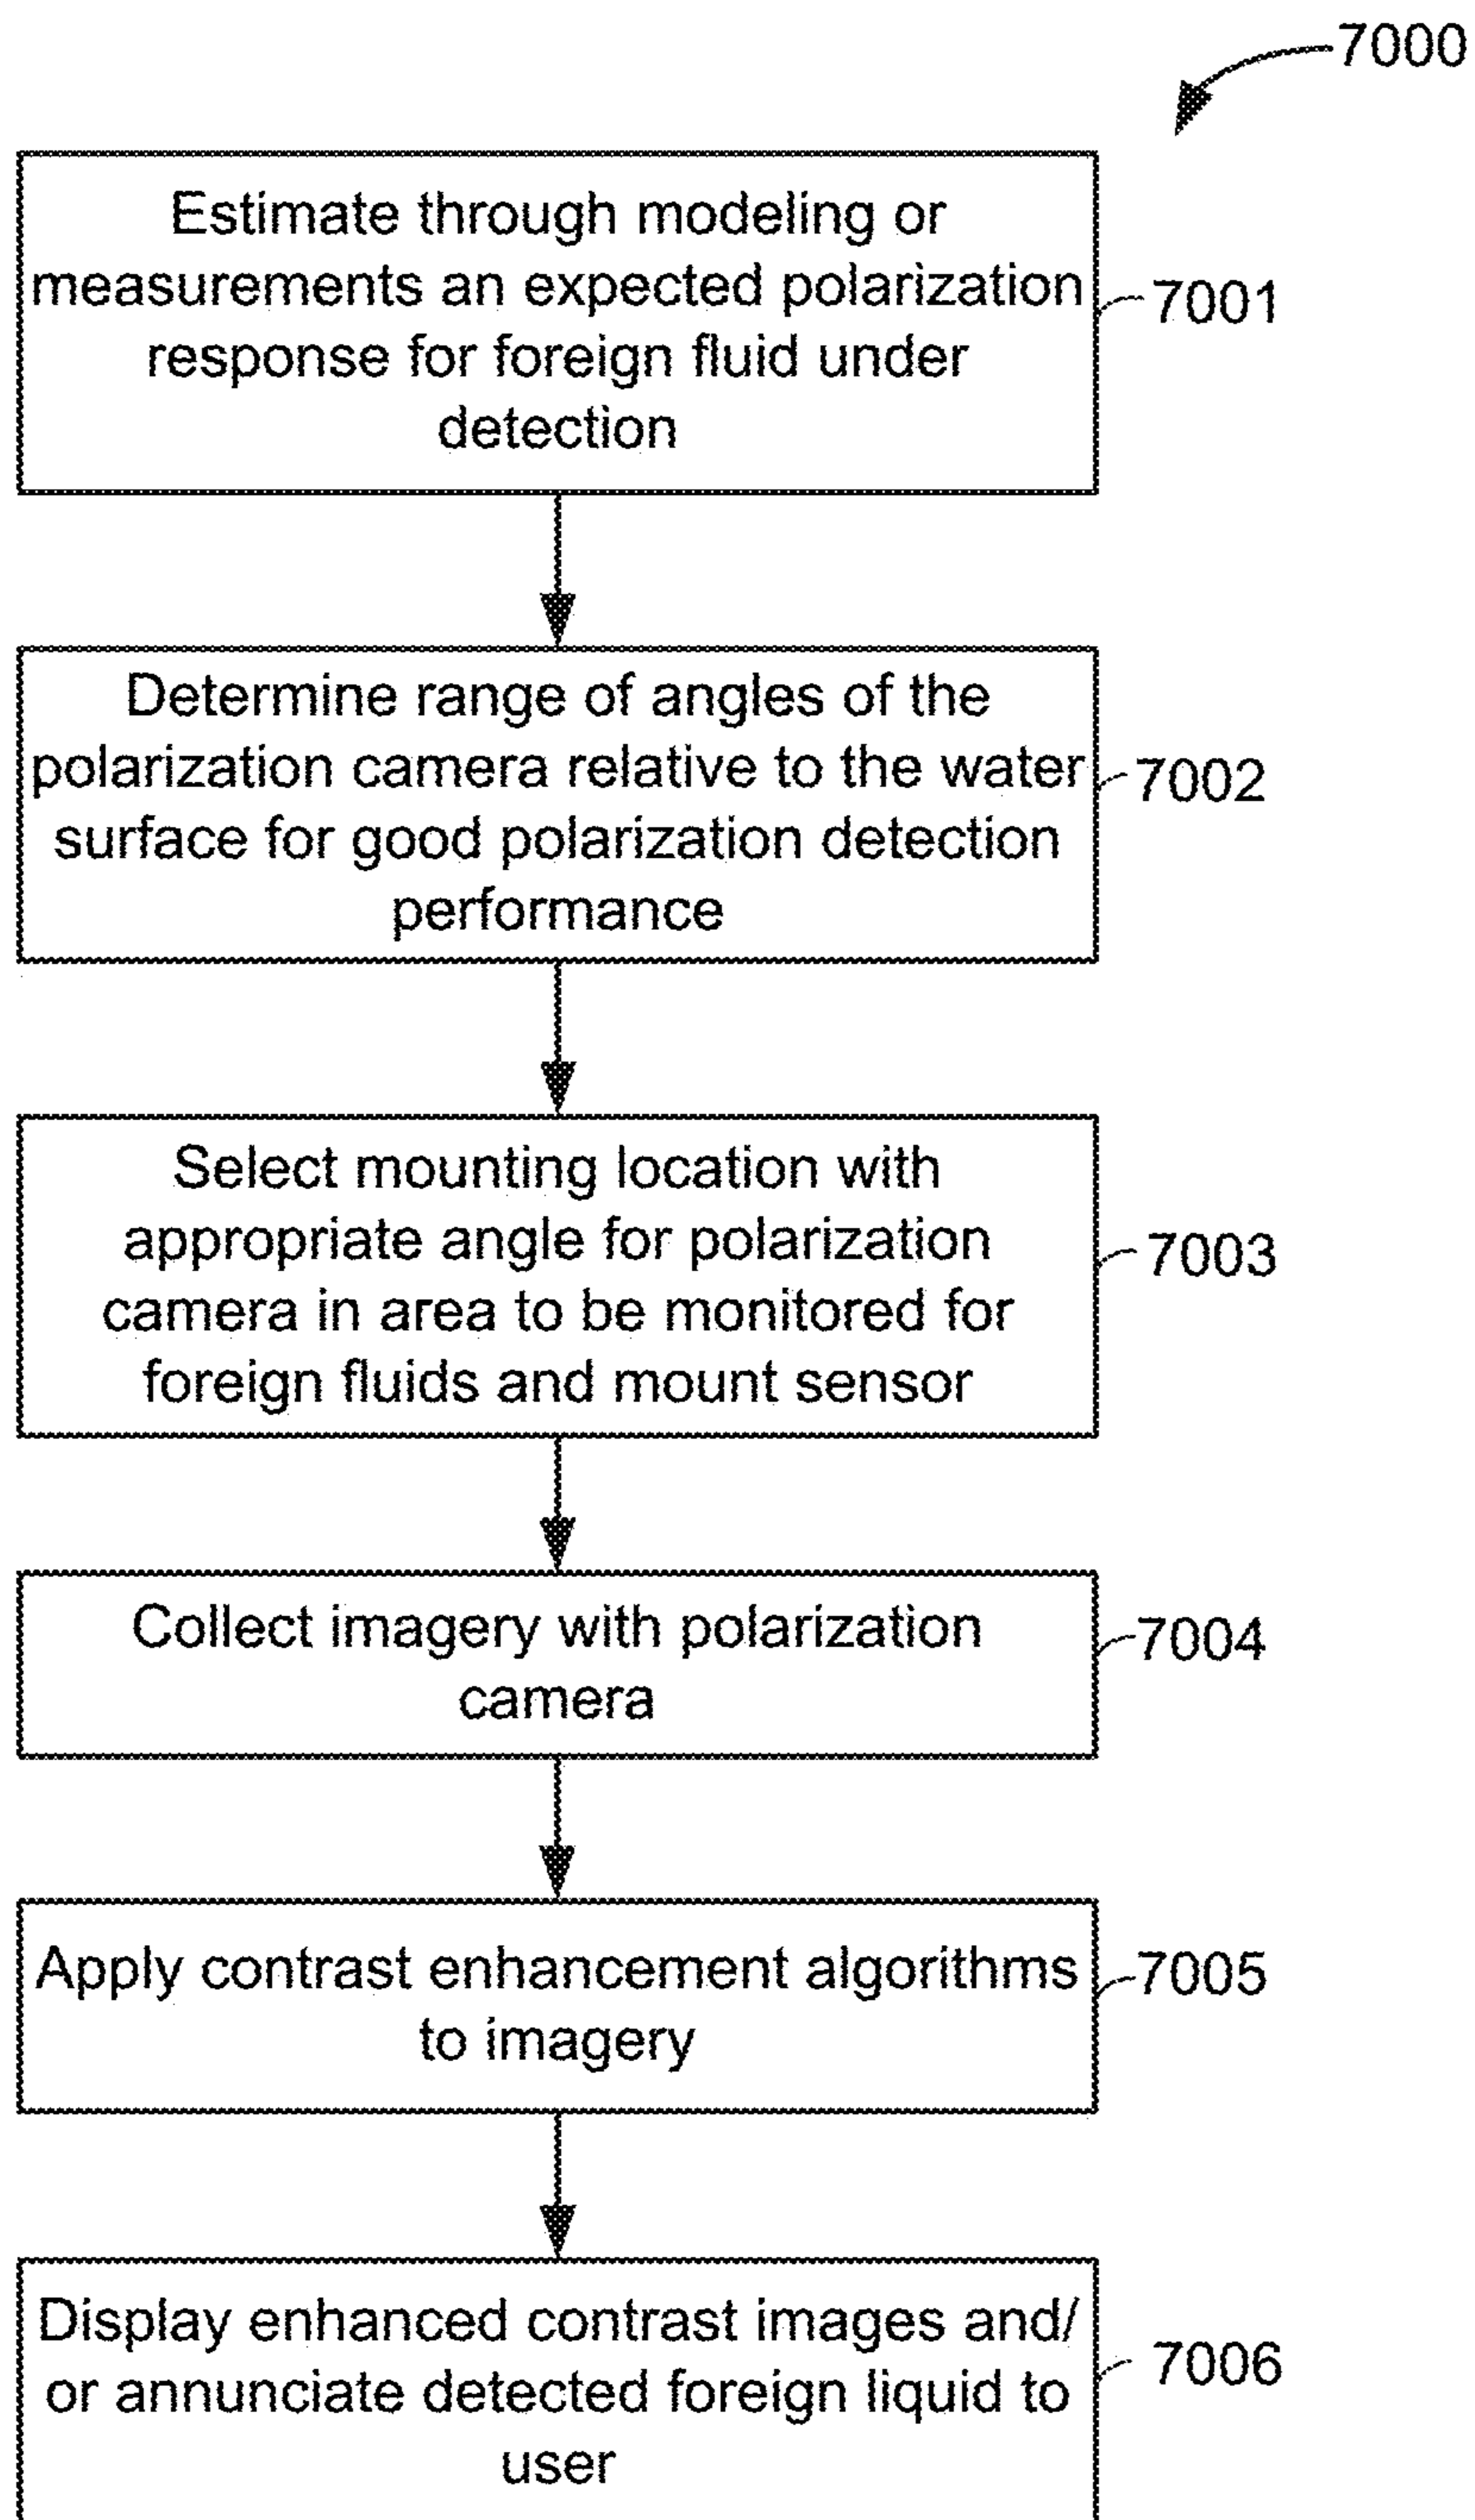 7000
Estimate through modeling or
measurements an expected polarization
response for foreign fluid under
detection
7001
Determine range of angles of the
polarization camera relative to the water
surface for good polarization detection
performance
7002
Select mounting location with
appropriate angle for polarization
camera in area to be monitored for
foreign fluids and mount sensor
7003
Collect imagery with polarization
camera
7004
Apply contrast enhancement algorithms
to imagery
7005
Display enhanced contrast images and/
or annunciate detected foreign liquid to
user
7006